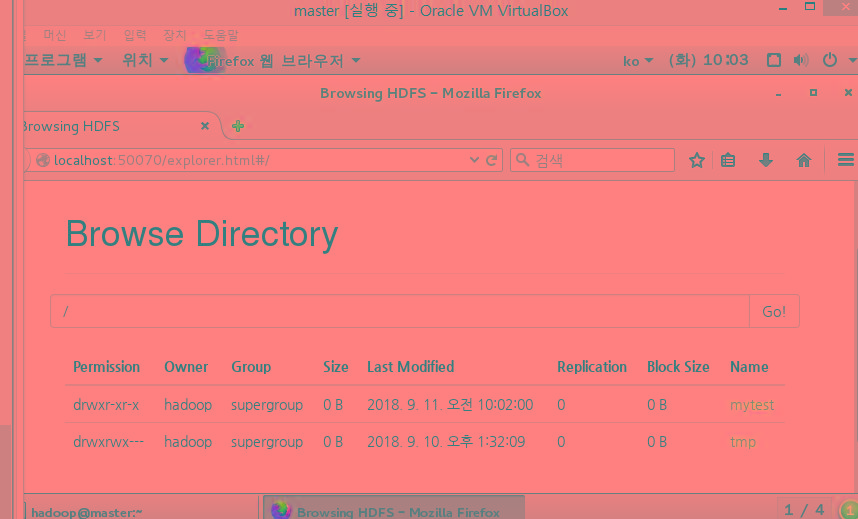 master [실행 중] - Oracle VM VirtualBox
머신 보기 입력 장치 도움말
프로그램 위치 Firefox 웹 브라우저 ko (화) 10:03
Browsing HDFS - Mozilla Firefox
Browsing HDFS
localhost:50070/explorer.html#/ 검색
Browse Directory
/ Go!
Permission Owner Group Size Last Modified Replication Block Size Name
drwxr-xr-x hadoop supergroup 0 B 2018. 9. 11. 오전 10:02:00 0 0 B mytest
drwxrwx--- hadoop supergroup 0 B 2018. 9. 10. 오후 1:32:09 0 0 B tmp
hadoop@master:~ Browsing HDFS - Mozilla Firefox 1 / 4 1